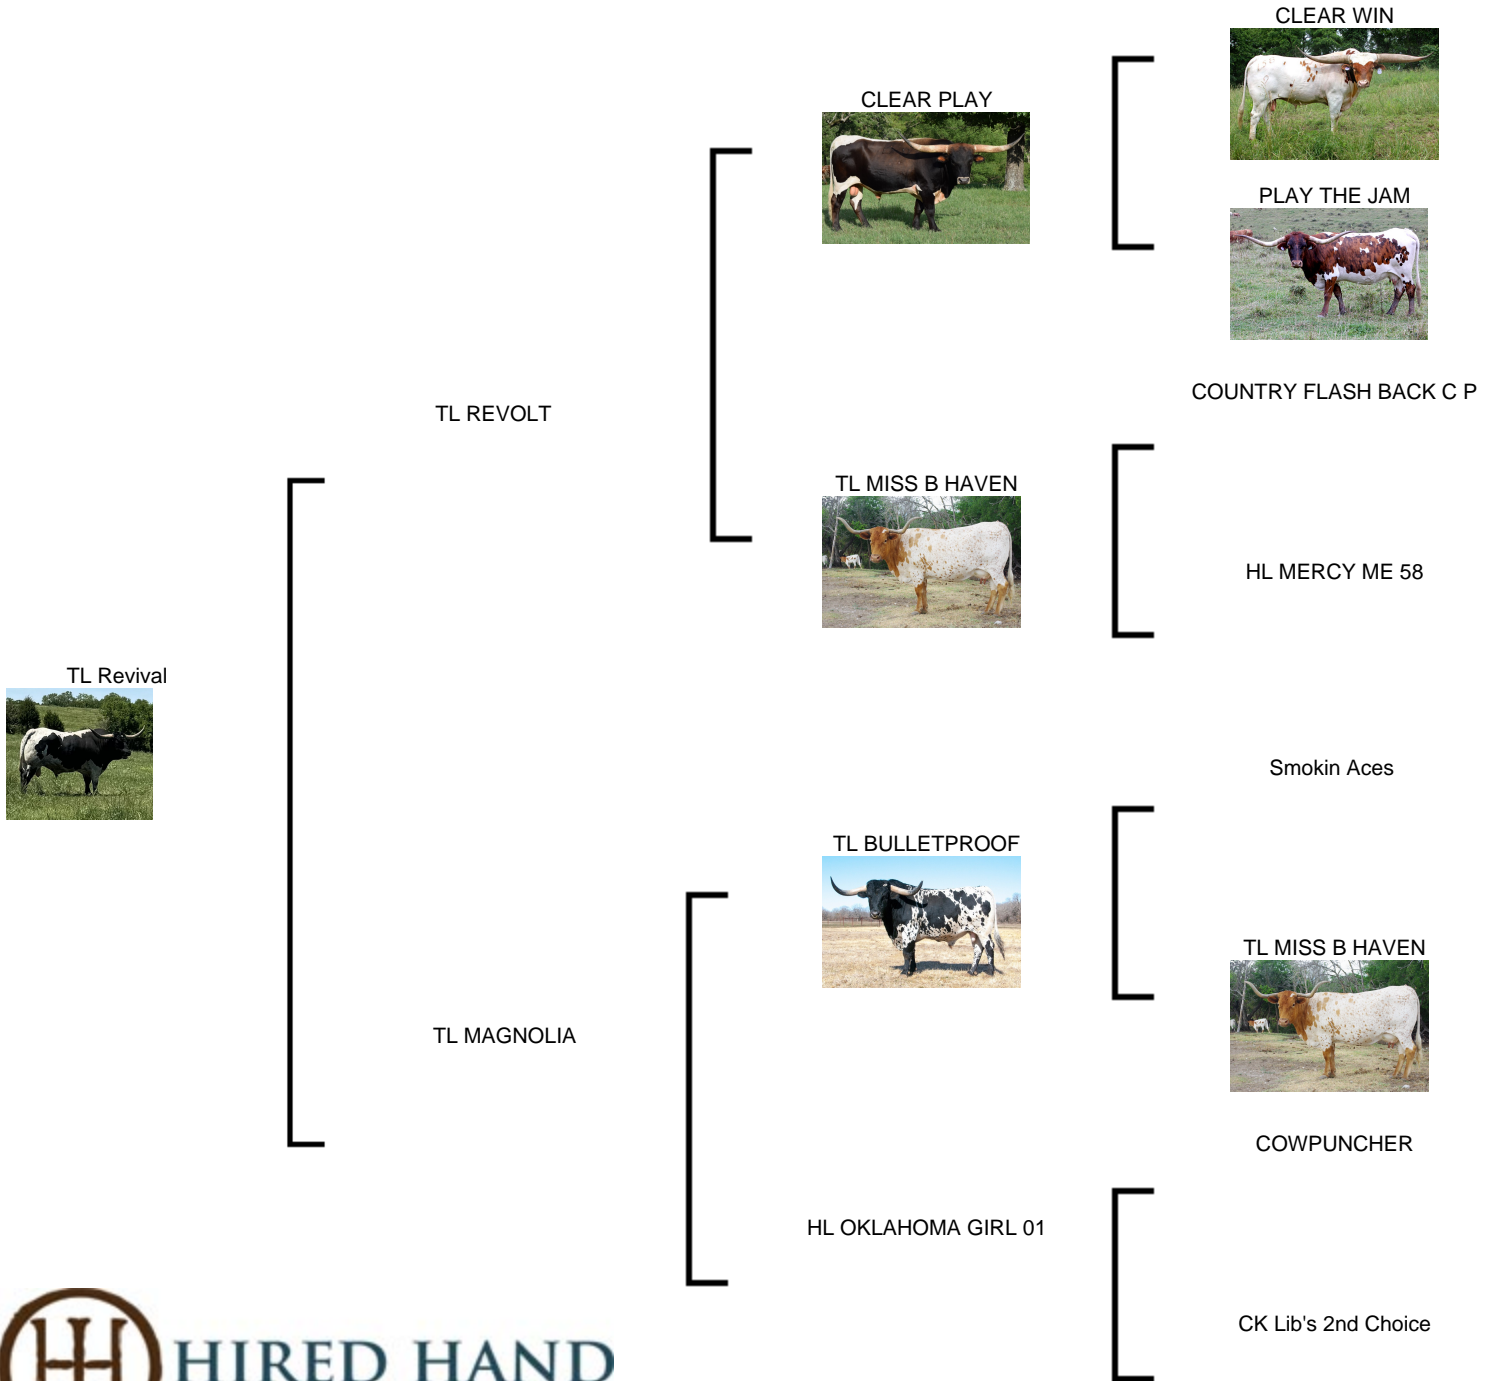 CLEAR WIN
CLEAR PLAY
PLAY THE JAM
COUNTRY FLASH BACK C P
TL REVOLT
TL MISS B HAVEN
HL MERCY ME 58
TL Revival
Smokin Aces
TL BULLETPROOF
TL MISS B HAVEN
TL MAGNOLIA
COWPUNCHER
HL OKLAHOMA GIRL 01
CK Lib's 2nd Choice
HIRED HAND